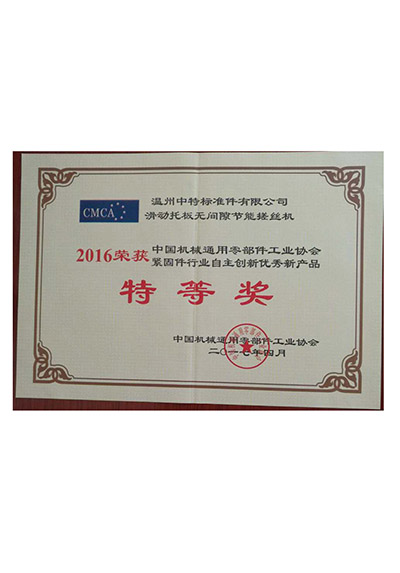 CMCA
温州中特标准件有限公司
滑动托板无间隙节能搓丝机
2016荣获
中国机械通用零部件工业协会
紧固件行业自主创新优秀新产品
特等奖
中国机械通用零部件工业协会
二〇一七年四月